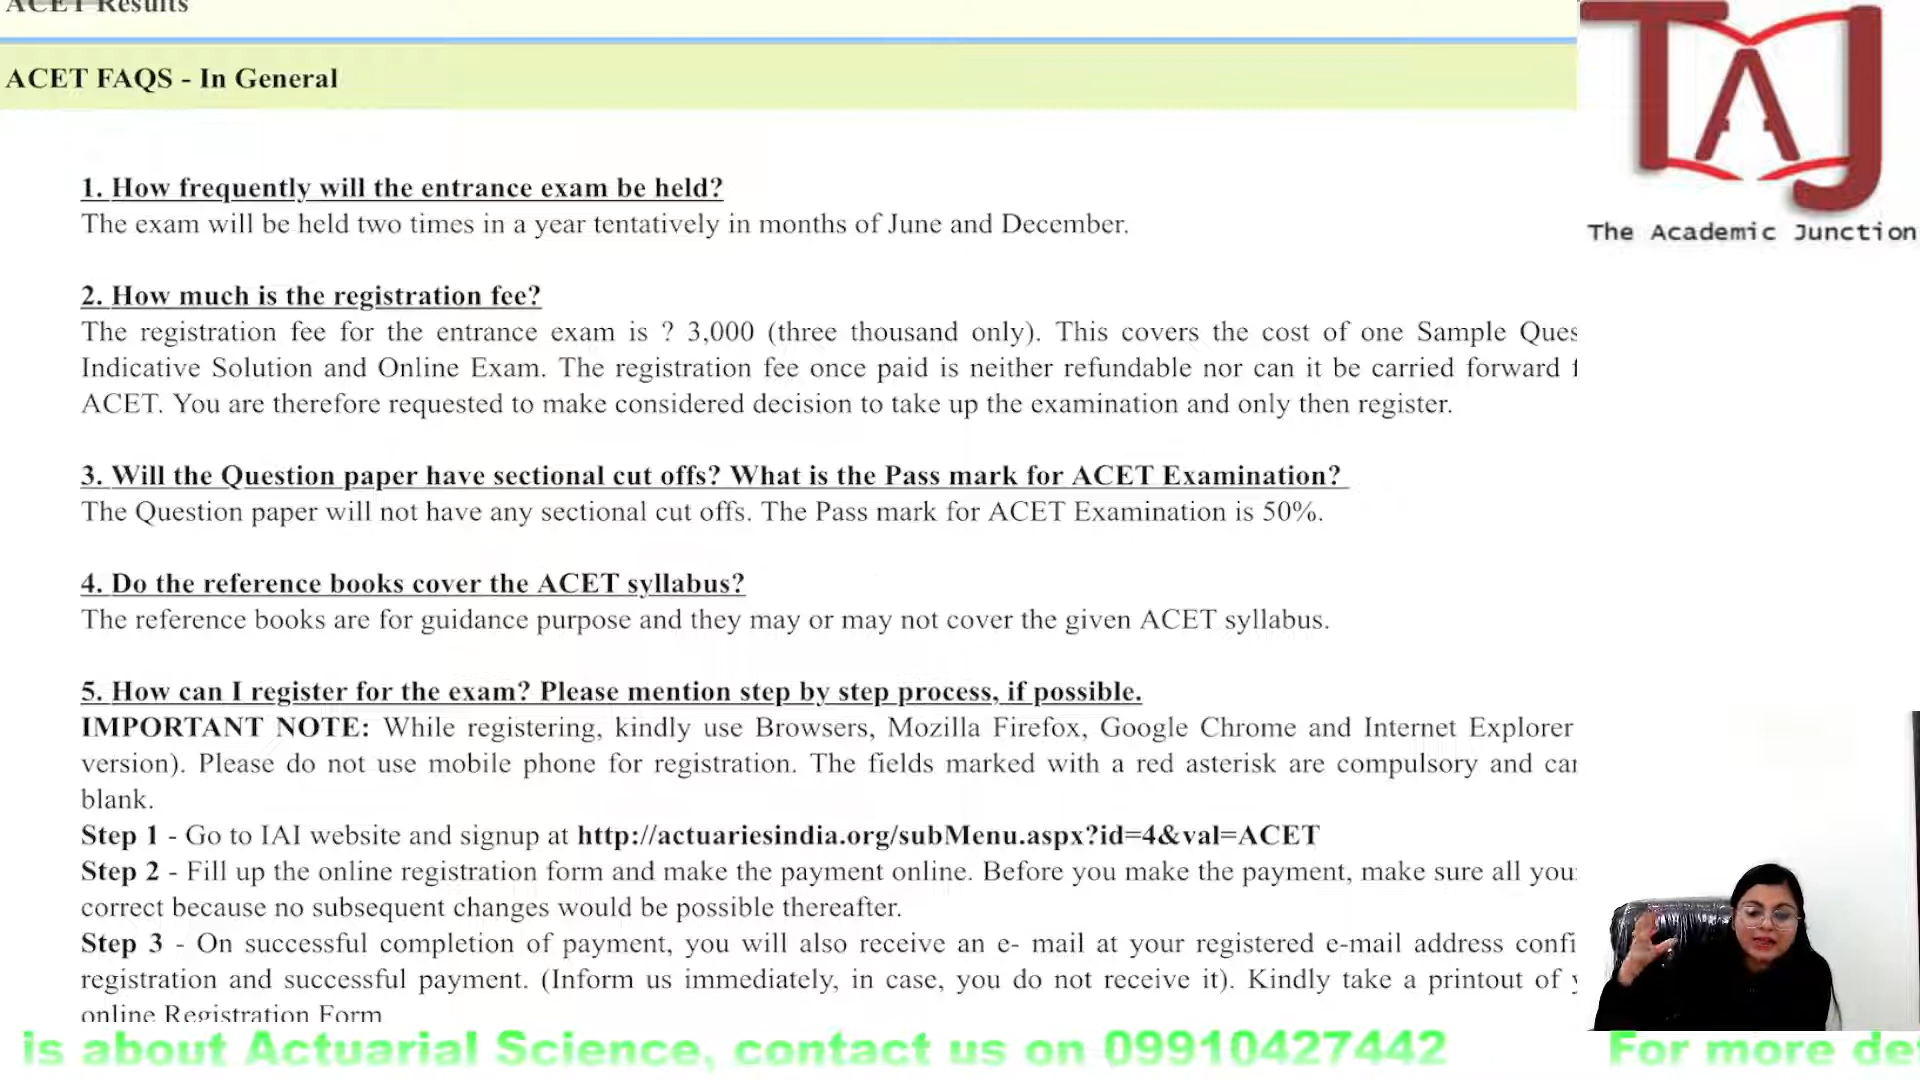 ACET Results
ACET FAQS - In General
1. How frequently will the entrance exam be held?
The exam will be held two times in a year tentatively in months of June and December.
2. How much is the registration fee?
The registration fee for the entrance exam is ? 3,000 (three thousand only). This covers the cost of one Sample Ques
Indicative Solution and Online Exam. The registration fee once paid is neither refundable nor can it be carried forward
ACET. You are therefore requested to make considered decision to take up the examination and only then register.
3. Will the Question paper have sectional cut offs? What is the Pass mark for ACET Examination?
The Question paper will not have any sectional cut offs. The Pass mark for ACET Examination is 50%.
4. Do the reference books cover the ACET syllabus?
The reference books are for guidance purpose and they may or may not cover the given ACET syllabus.
5. How can I register for the exam? Please mention step by step process, if possible.
IMPORTANT NOTE: While registering, kindly use Browsers, Mozilla Firefox, Google Chrome and Internet Explorer
version). Please do not use mobile phone for registration. The fields marked with a red asterisk are compulsory and
blank.
Step 1 - Go to IAI website and signup at http://actuariesindia.org/subMenu.aspx?id=4&val=ACET
Step 2 - Fill up the online registration form and make the payment online. Before you make the payment, make sure all you
correct because no subsequent changes would be possible thereafter.
Step 3 - On successful completion of payment, you will also receive an e- mail at your registered e-mail address confi
registration and successful payment. (Inform us immediately, in case, you do not receive it). Kindly take a printout of
online Registration Form
TAJ
The Academic Junction
is about Actuarial Science, contact us on 09910427442
For more de